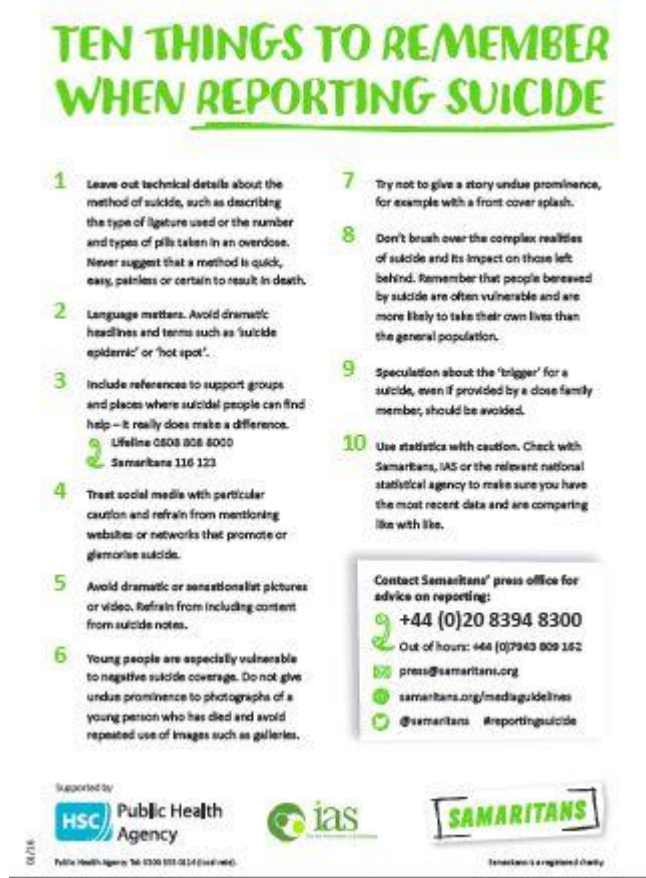 TEN THINGS TO REMEMBER
WHEN REPORTING SUICIDE
1 Leave out technical details about the
method of suicide, such as describing
the type of ligature used or the number
and types of pills taken in an overdose.
Never suggest that a method is quick,
easy, painless or certain to result in death.
2 Language matters. Avoid dramatic
headlines and terms such as 'suicide
epidemic' or 'hot spot'.
3 Include references to support groups
and places where suicidal people can find
help – it really does make a difference.
Lifeline 0808 808 8000
Samaritans 116 123
4 Treat social media with particular
caution and refrain from mentioning
websites or networks that promote or
glamorise suicide.
5 Avoid dramatic or sensationalist pictures
or video. Refrain from including content
from suicide notes.
6 Young people are especially vulnerable
to negative suicide coverage. Do not give
undue prominence to photographs of a
young person who has died and avoid
repeated use of images such as galleries.
7 Try not to give a story undue prominence,
for example with a front cover splash.
8 Don't brush over the complex realities
of suicide and its impact on those left
behind. Remember that people bereaved
by suicide are often vulnerable and are
more likely to take their own lives than
the general population.
9 Speculation about the 'trigger' for a
suicide, even if provided by a close family
member, should be avoided.
10 Use statistics with caution. Check with
Samaritans, IAS or the relevant national
statistical agency to make sure you have
the most recent data and are comparing
like with like.
Contact Samaritans' press office for
advice on reporting:
+44 (0)20 8394 8300
Out of hours: +44 (0)7943 809 162
press@samaritans.org
samaritans.org/mediaguidelines
@samaritans #reportingsuicide
Supported by
HSC Public Health
Agency
ias
SAMARITANS
Public Health Agency Tel: (local rate).
Samaritans is a registered charity
01/16